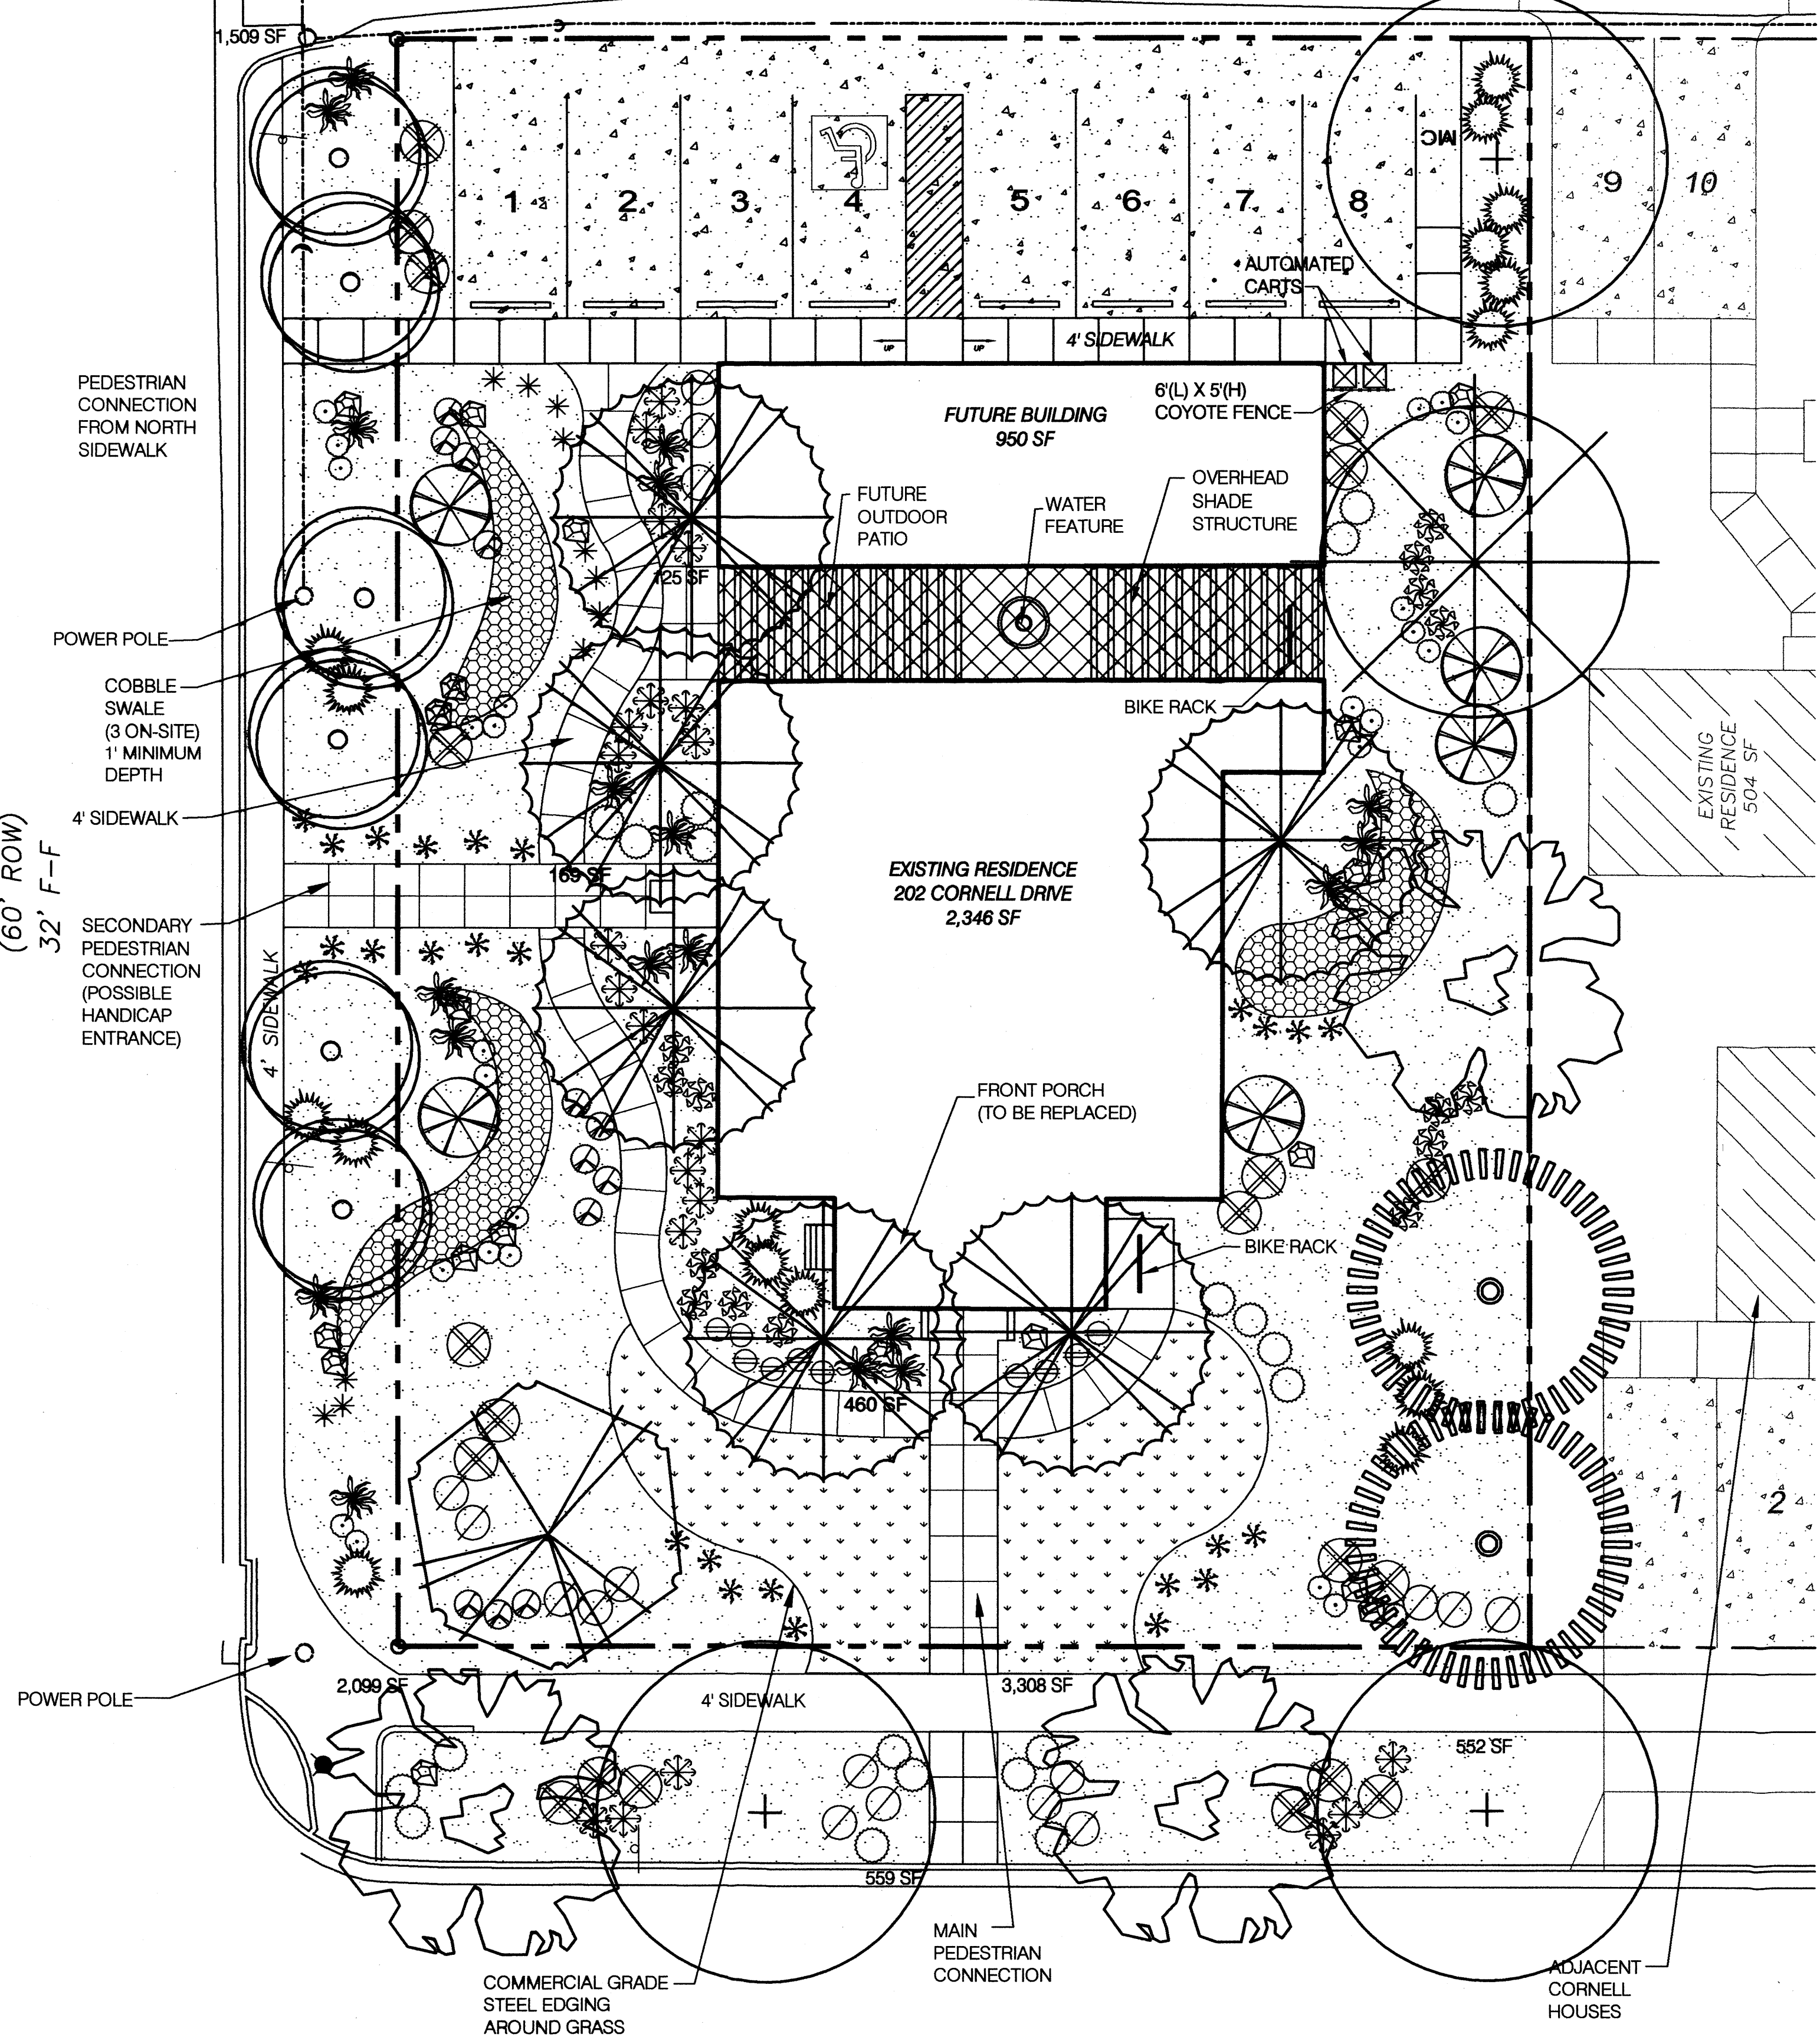 1,509 SF
1
2
3
4
5
6
7
8
MC
9
10
AUTOMATED
CARTS
UP
UP
4' SIDEWALK
PEDESTRIAN
CONNECTION
FROM NORTH
SIDEWALK
FUTURE BUILDING
950 SF
6'(L) X 5'(H)
COYOTE FENCE
FUTURE
OUTDOOR
PATIO
WATER
FEATURE
OVERHEAD
SHADE
STRUCTURE
125 SF
POWER POLE
COBBLE
SWALE
(3 ON-SITE)
1' MINIMUM
DEPTH
BIKE RACK
EXISTING
RESIDENCE
504 SF
4' SIDEWALK
(60' ROW)
32' F-F
169 SF
EXISTING RESIDENCE
202 CORNELL DRIVE
2,346 SF
SECONDARY
PEDESTRIAN
CONNECTION
(POSSIBLE
HANDICAP
ENTRANCE)
4' SIDEWALK
FRONT PORCH
(TO BE REPLACED)
BIKE RACK
460 SF
1
2
POWER POLE
2,099 SF
4' SIDEWALK
3,308 SF
552 SF
559 SF
MAIN
PEDESTRIAN
CONNECTION
COMMERCIAL GRADE
STEEL EDGING
AROUND GRASS
ADJACENT
CORNELL
HOUSES